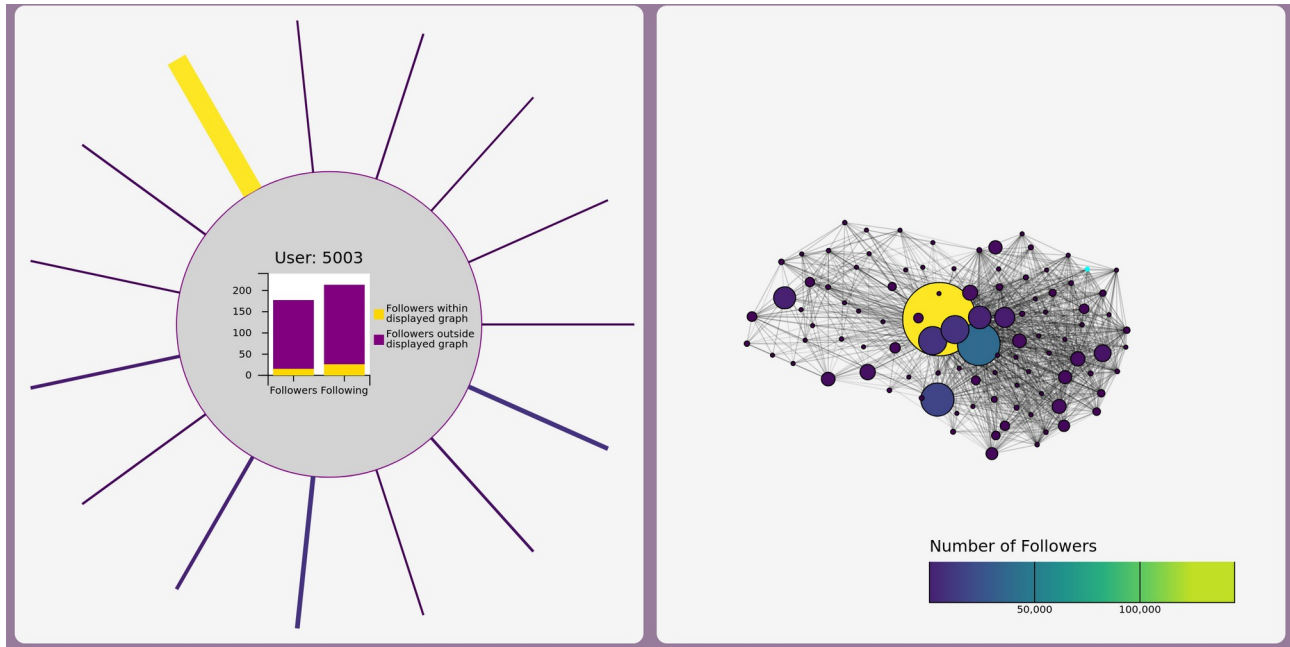 User: 5003
200
150
100
50
0
Followers Following
Followers within
displayed graph
Followers outside
displayed graph
Number of Followers
50,000 100,000